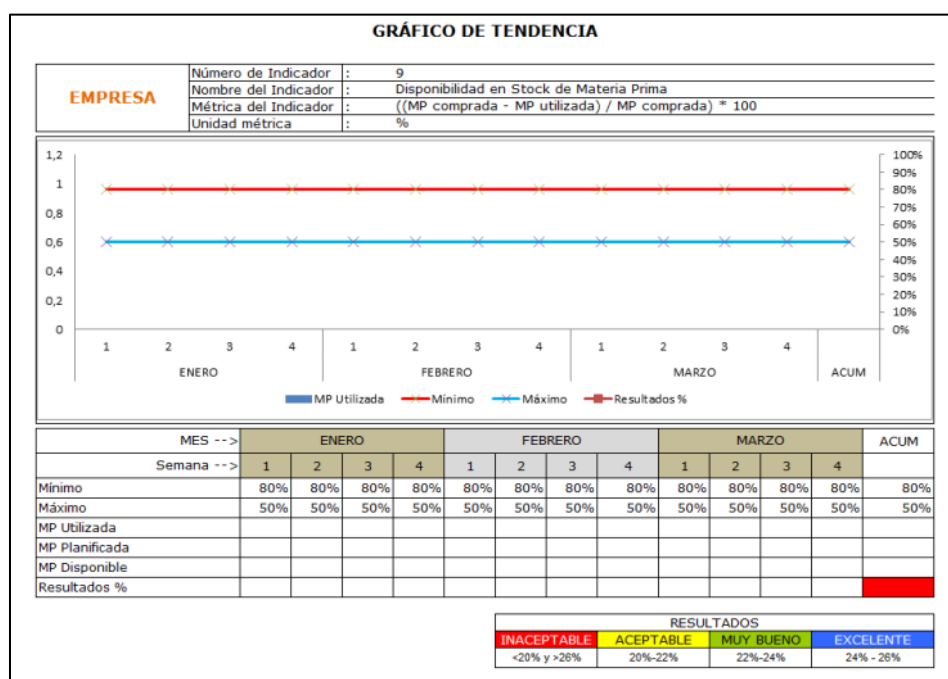 GRÁFICO DE TENDENCIA
EMPRESA
Número de Indicador : 9
Nombre del Indicador : Disponibilidad en Stock de Materia Prima
Métrica del Indicador : ((MP comprada - MP utilizada) / MP comprada) * 100
Unidad métrica : %
1,2 100%
90%
1 80%
70%
0,8
60%
0,6 50%
40%
0,4
30%
0,2 20%
10%
0 0%
1 2 3 4 1 2 3 4 1 2 3 4
ENERO FEBRERO MARZO ACUM
MP Utilizada Mínimo Máximo Resultados %
MES --> ENERO FEBRERO MARZO ACUM
Semana --> 1 2 3 4 1 2 3 4 1 2 3 4
Mínimo 80% 80% 80% 80% 80% 80% 80% 80% 80% 80% 80% 80% 80%
Máximo 50% 50% 50% 50% 50% 50% 50% 50% 50% 50% 50% 50% 50%
MP Utilizada
MP Planificada
MP Disponible
Resultados %
RESULTADOS
INACEPTABLE ACEPTABLE MUY BUENO EXCELENTE
<20% y >26% 20%-22% 22%-24% 24% - 26%